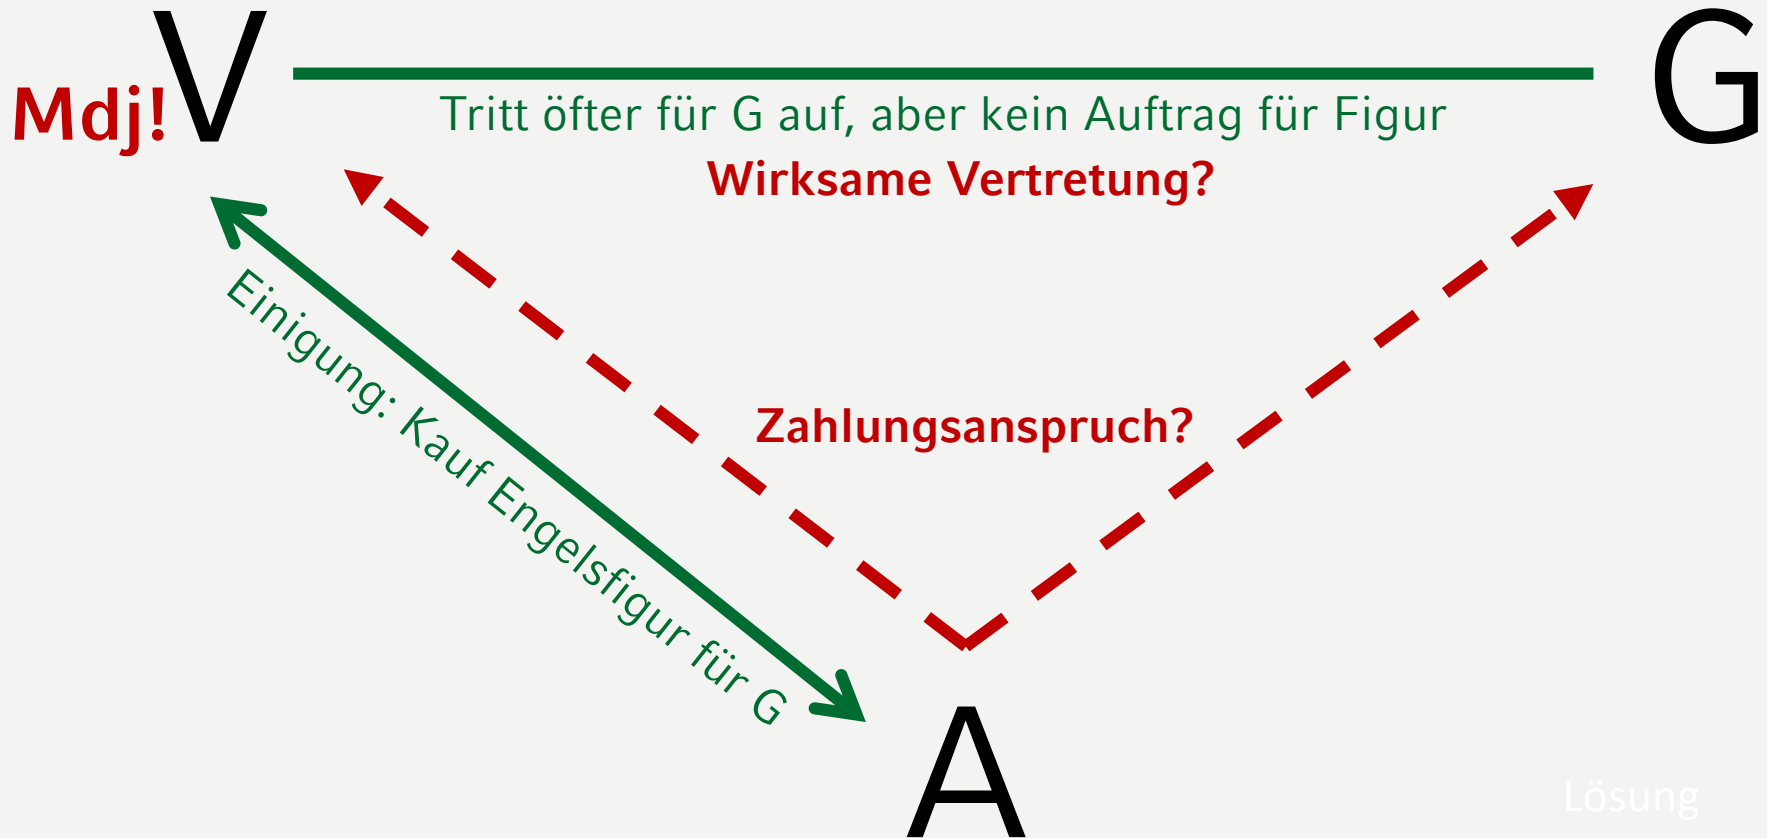 V
G
Mdj!
Tritt öfter für G auf, aber kein Auftrag für Figur
Wirksame Vertretung?
Einigung: Kauf Engelsfigur für G
Zahlungsanspruch?
A
Lösung